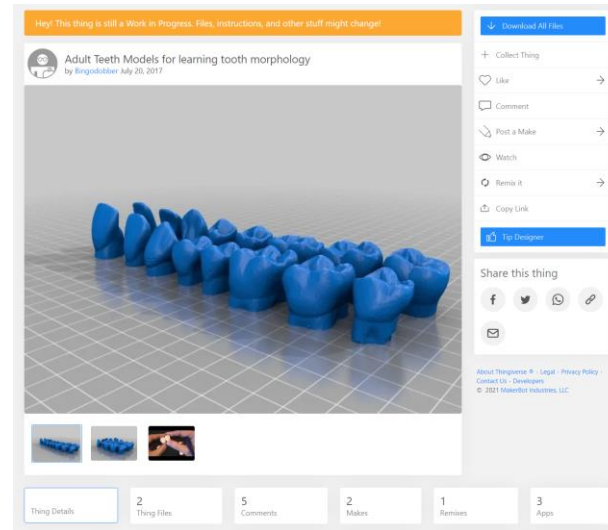 Hey! This thing is still a Work in Progress. Files, instructions, and other stuff might change!
Adult Teeth Models for learning tooth morphology
by Bingodobber July 20, 2017
Download All Files
Collect Thing
Like
Comment
Post a Make
Watch
Remix it
Copy Link
Tip Designer
Share this thing
About Thingiverse ® - Legal - Privacy Policy -
Contact Us - Developers
© 2021 MakerBot Industries, LLC
Thing Details
2
Thing Files
5
Comments
2
Makes
1
Remixes
3
Apps